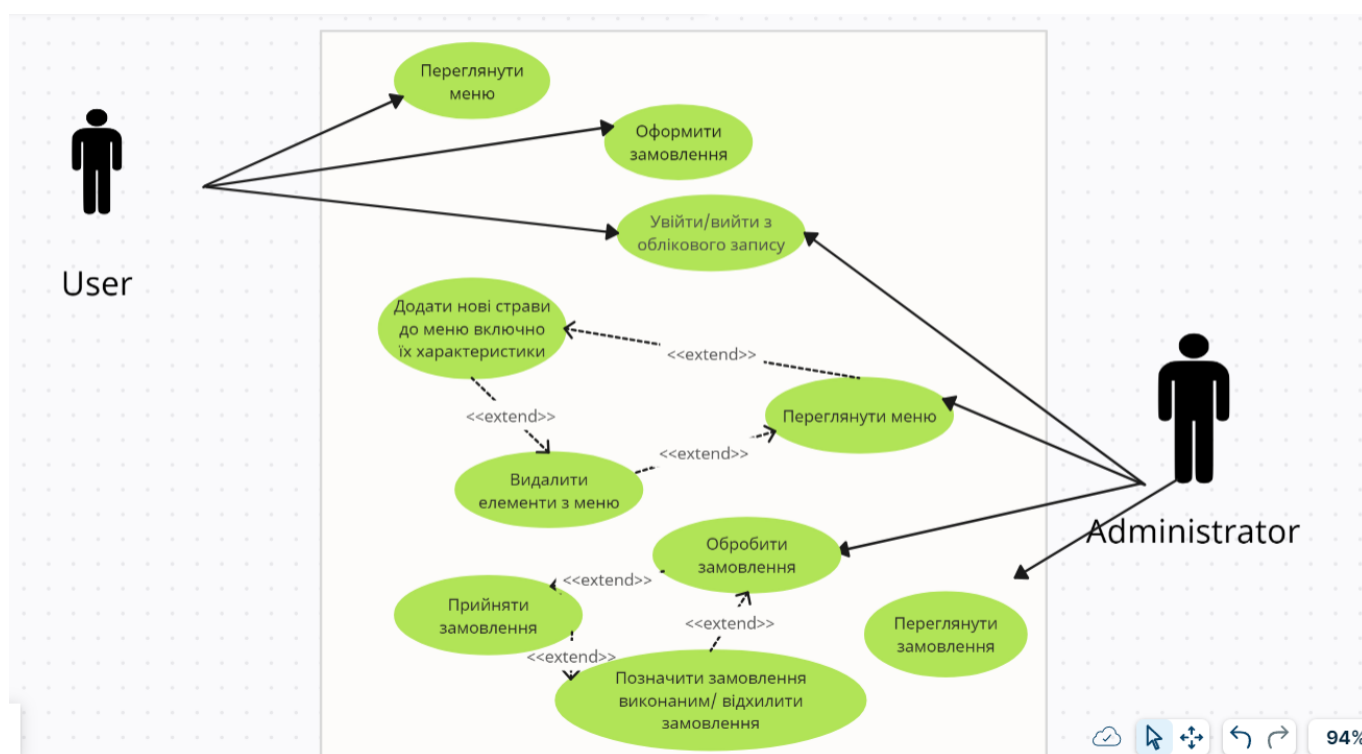 Переглянути
меню
Оформити
замовлення
Увійти/вийти з
облікового запису
User
Додати нові страви
до меню включно
їх характеристики
<<extend>>
<<extend>>
Переглянути меню
<<extend>>
Видалити
елементи з меню
Administrator
Обробити
замовлення
<<extend>>
Прийняти
замовлення
<<extend>>
Переглянути
замовлення
<<extend>>
Позначити замовлення
виконаним/ відхилити
замовлення
94%